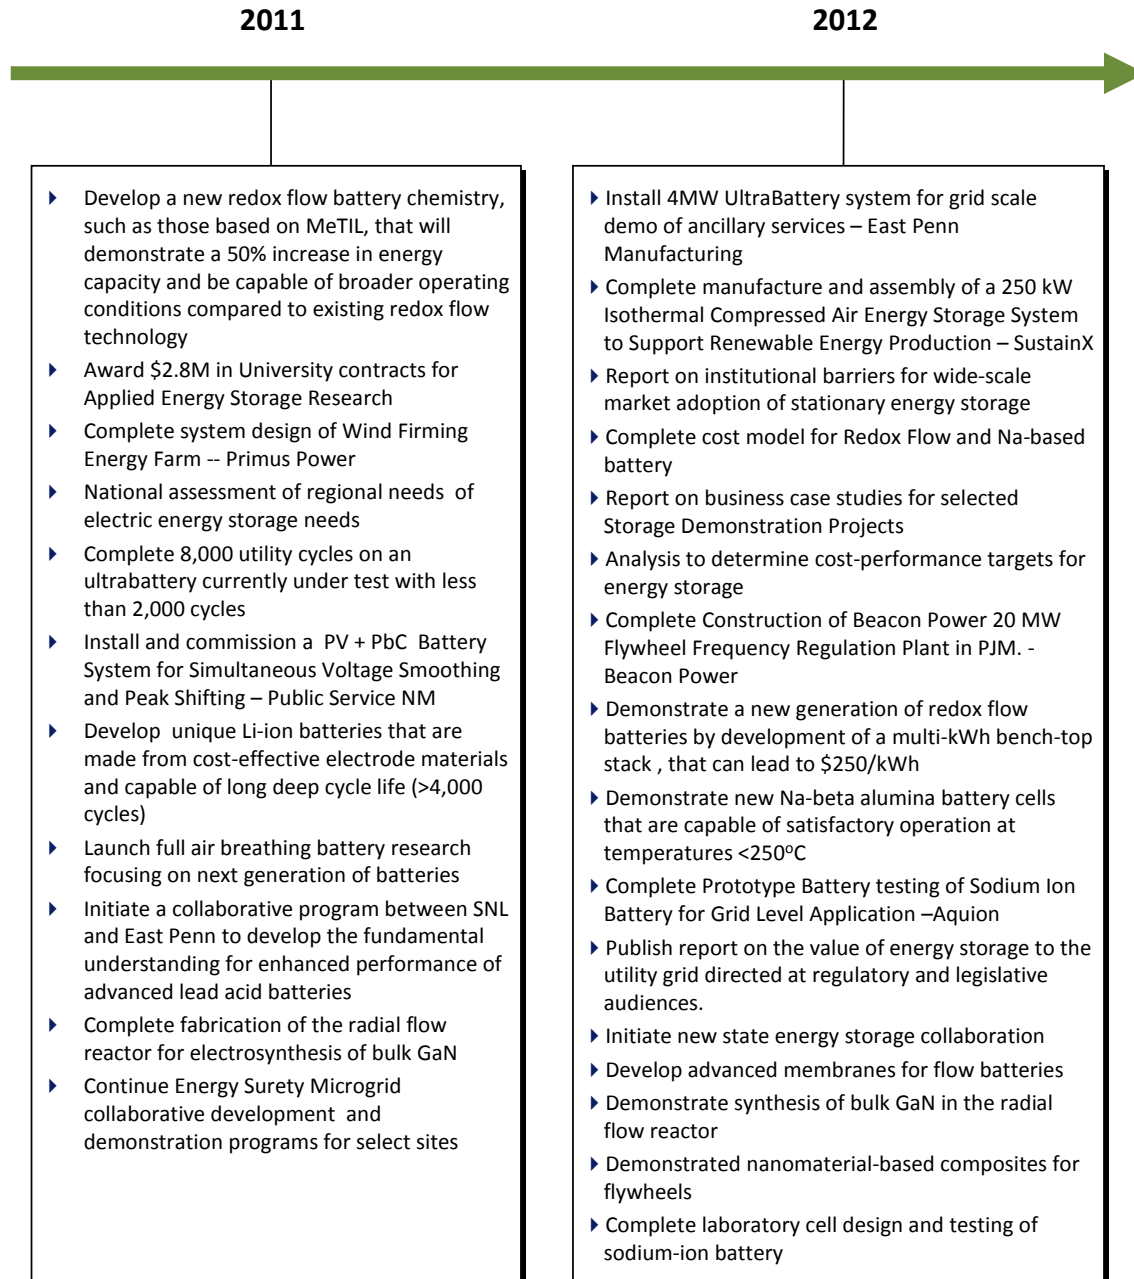 2011
2012
Develop a new redox flow battery chemistry,
such as those based on MeTIL, that will
demonstrate a 50% increase in energy
capacity and be capable of broader operating
conditions compared to existing redox flow
technology
Award $2.8M in University contracts for
Applied Energy Storage Research
Complete system design of Wind Firming
Energy Farm -- Primus Power
National assessment of regional needs of
electric energy storage needs
Complete 8,000 utility cycles on an
ultrabattery currently under test with less
than 2,000 cycles
Install and commission a PV + PbC Battery
System for Simultaneous Voltage Smoothing
and Peak Shifting – Public Service NM
Develop unique Li-ion batteries that are
made from cost-effective electrode materials
and capable of long deep cycle life (>4,000
cycles)
Launch full air breathing battery research
focusing on next generation of batteries
Initiate a collaborative program between SNL
and East Penn to develop the fundamental
understanding for enhanced performance of
advanced lead acid batteries
Complete fabrication of the radial flow
reactor for electrosynthesis of bulk GaN
Continue Energy Surety Microgrid
collaborative development and
demonstration programs for select sites
Install 4MW UltraBattery system for grid scale
demo of ancillary services – East Penn
Manufacturing
Complete manufacture and assembly of a 250 kW
Isothermal Compressed Air Energy Storage System
to Support Renewable Energy Production – SustainX
Report on institutional barriers for wide-scale
market adoption of stationary energy storage
Complete cost model for Redox Flow and Na-based
battery
Report on business case studies for selected
Storage Demonstration Projects
Analysis to determine cost-performance targets for
energy storage
Complete Construction of Beacon Power 20 MW
Flywheel Frequency Regulation Plant in PJM. -
Beacon Power
Demonstrate a new generation of redox flow
batteries by development of a multi-kWh bench-top
stack , that can lead to $250/kWh
Demonstrate new Na-beta alumina battery cells
that are capable of satisfactory operation at
temperatures <250°C
Complete Prototype Battery testing of Sodium Ion
Battery for Grid Level Application –Aquion
Publish report on the value of energy storage to the
utility grid directed at regulatory and legislative
audiences.
Initiate new state energy storage collaboration
Develop advanced membranes for flow batteries
Demonstrate synthesis of bulk GaN in the radial
flow reactor
Demonstrated nanomaterial-based composites for
flywheels
Complete laboratory cell design and testing of
sodium-ion battery